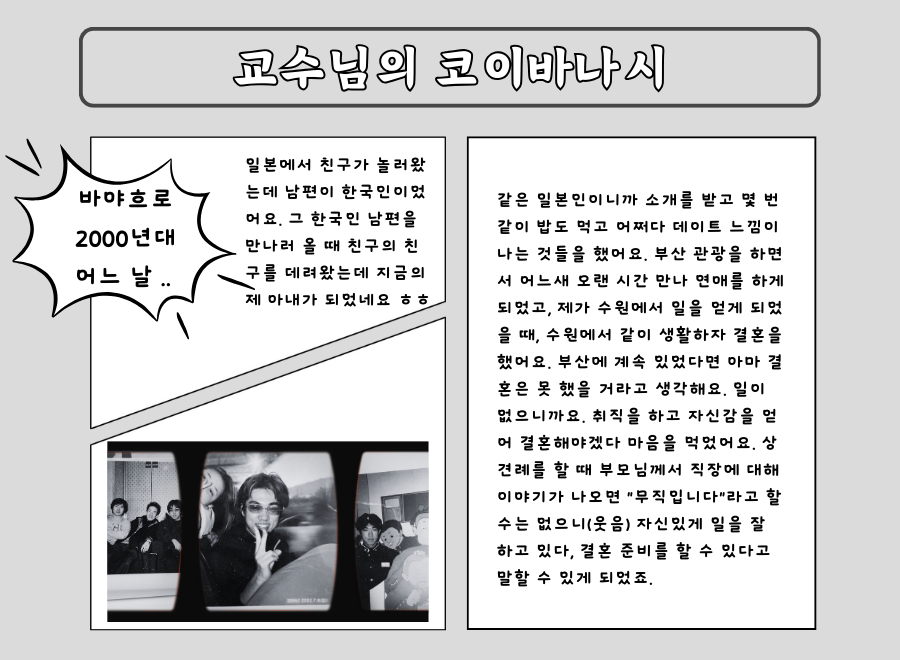 교수님의 코이바나시
바야흐로
2000년대
어느 날 ..
일본에서 친구가 놀러왔
는데 남편이 한국인이었
어요. 그 한국인 남편을
만나러 올 때 친구의 친
구를 데려왔는데 지금의
제 아내가 되었네요 ㅎㅎ
같은 일본인이니까 소개를 받고 몇 번
같이 밥도 먹고 어쩌다 데이트 느낌이
나는 것들을 했어요. 부산 관광을 하면
서 어느새 오랜 시간 만나 연애를 하게
되었고, 제가 수원에서 일을 얻게 되었
을 때, 수원에서 같이 생활하자 결혼을
했어요. 부산에 계속 있었다면 아마 결
혼은 못 했을 거라고 생각해요. 일이
없으니까요. 취직을 하고 자신감을 얻
어 결혼해야겠다 마음을 먹었어요. 상
견례를 할 때 부모님께서 직장에 대해
이야기가 나오면 "무직입니다"라고 할
수는 없으니(웃음) 자신있게 일을 잘
하고 있다, 결혼 준비를 할 수 있다고
말할 수 있게 되었죠.